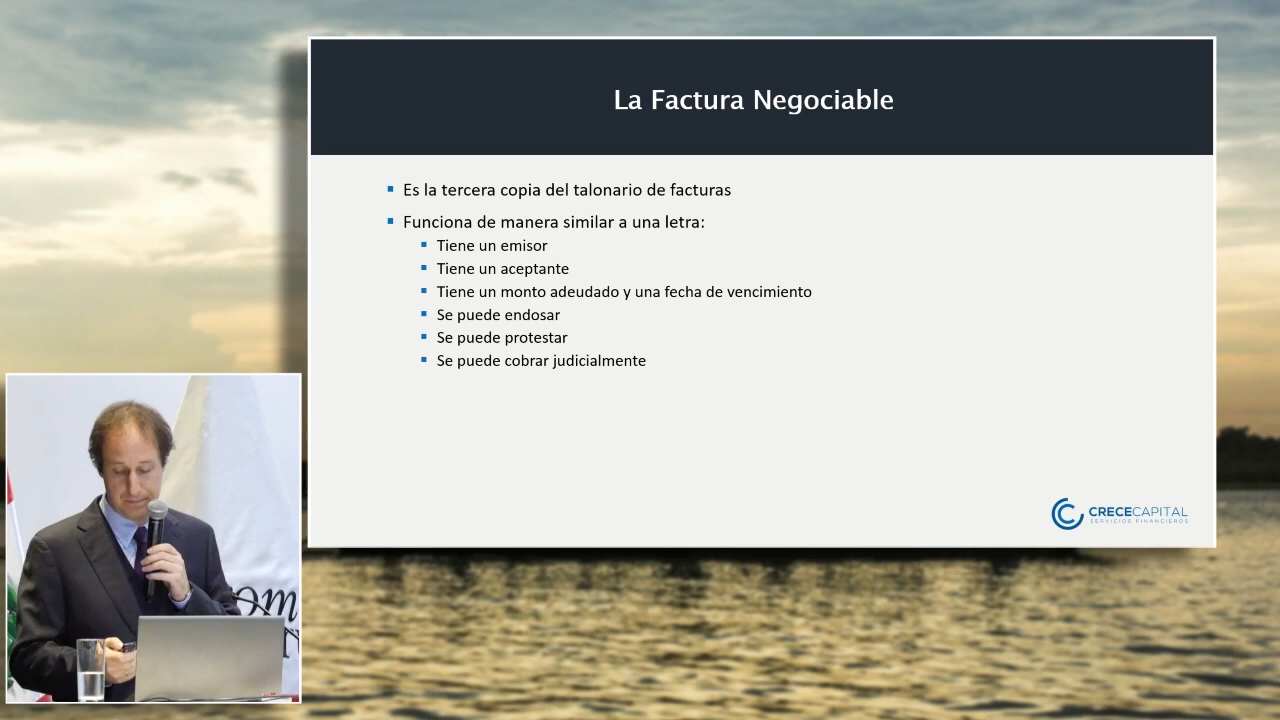 La Factura Negociable
Es la tercera copia del talonario de facturas
Funciona de manera similar a una letra:
Tiene un emisor
Tiene un aceptante
Tiene un monto adeudado y una fecha de vencimiento
Se puede endosar
Se puede protestar
Se puede cobrar judicialmente
CRECECAPITAL
SERVICIOS FINANCIEROS